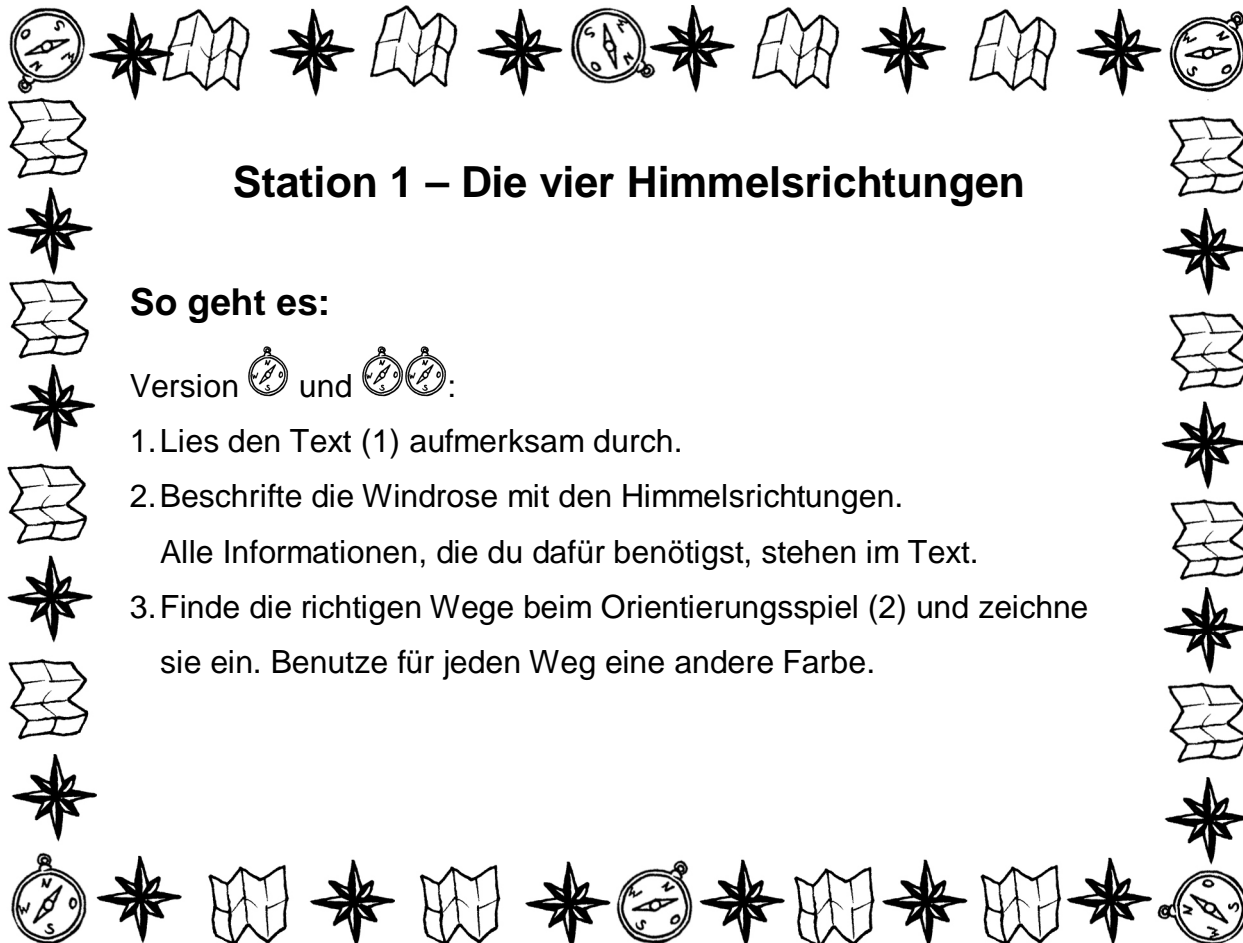 Station 1 – Die vier Himmelsrichtungen
So geht es:
Version und :
1. Lies den Text (1) aufmerksam durch.
2. Beschrifte die Windrose mit den Himmelsrichtungen.
Alle Informationen, die du dafür benötigst, stehen im Text.
3. Finde die richtigen Wege beim Orientierungsspiel (2) und zeichne
sie ein. Benutze für jeden Weg eine andere Farbe.